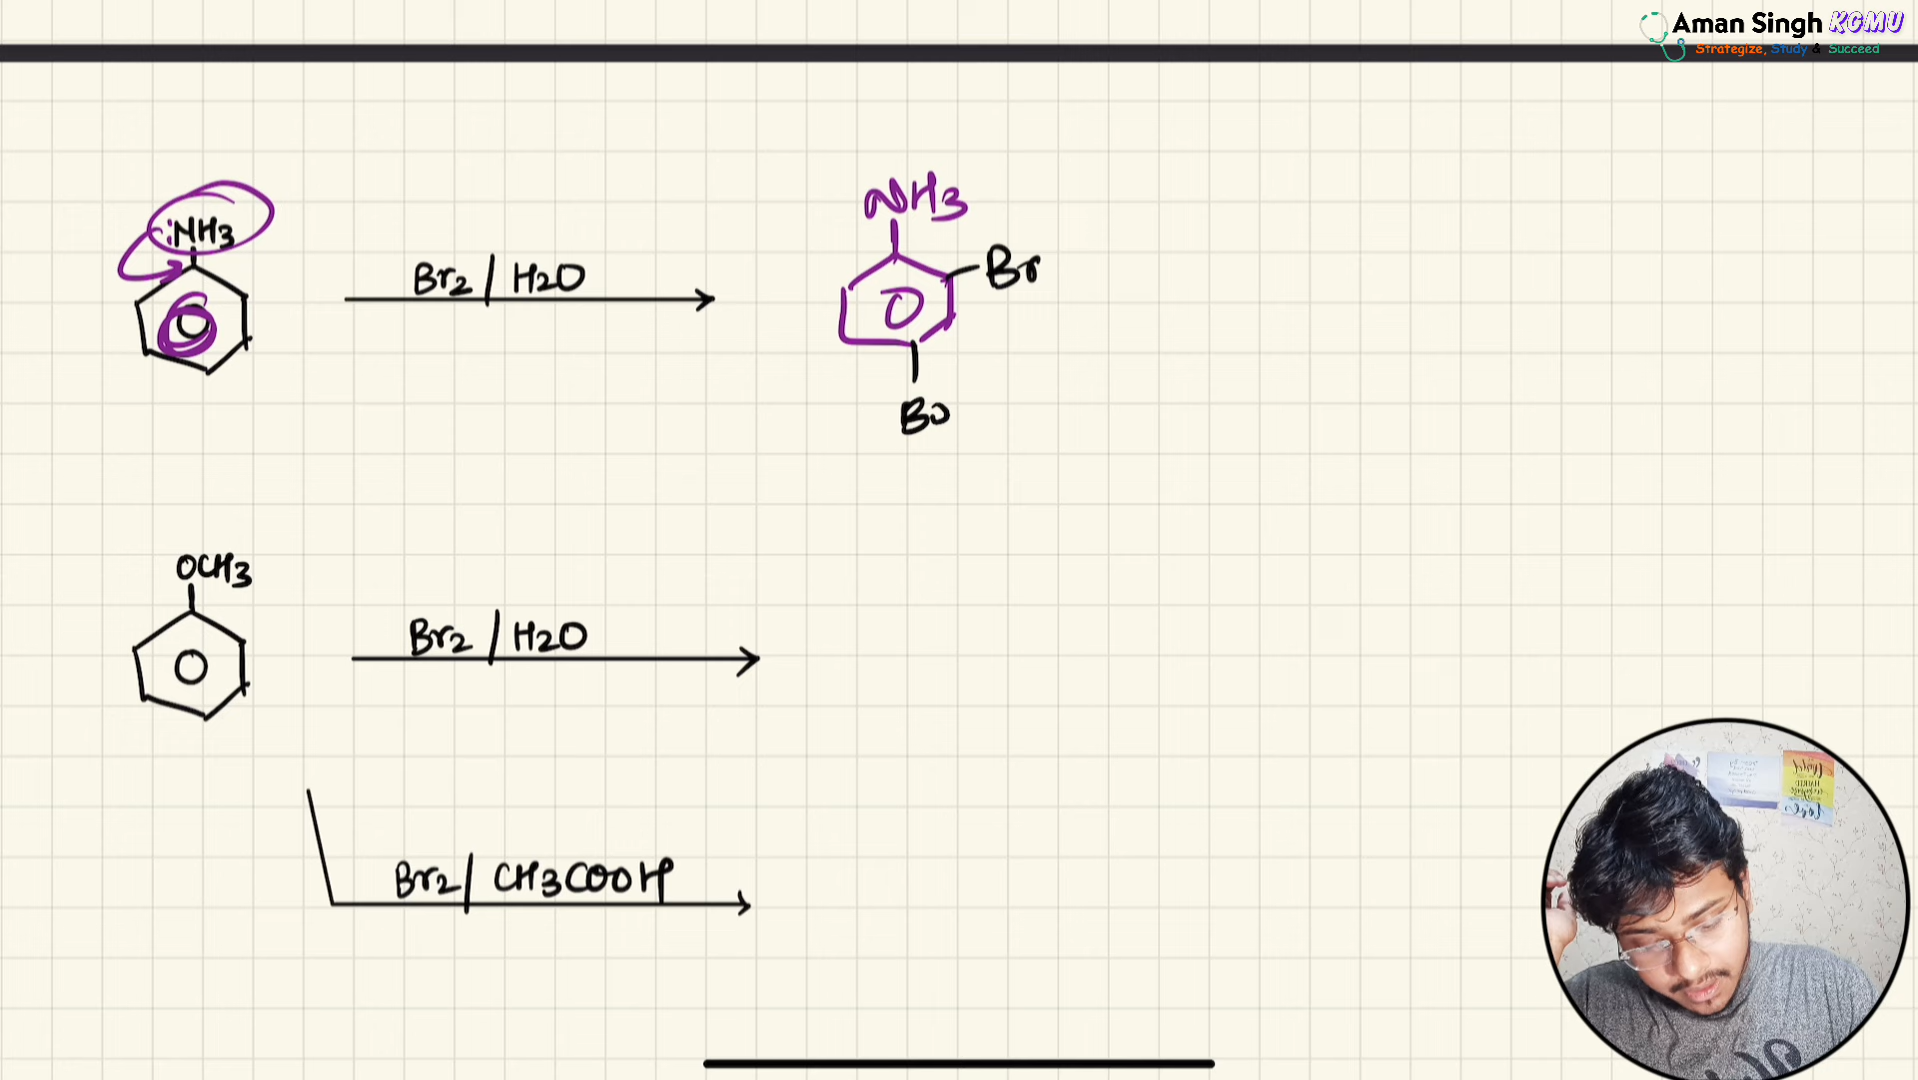 Aman Singh KGMU
Strategize, Study & Succeed
:NH3
Br2 / H2O
NH3
Br
Br
OCH3
Br2 / H2O
Br2 / CH3COOH